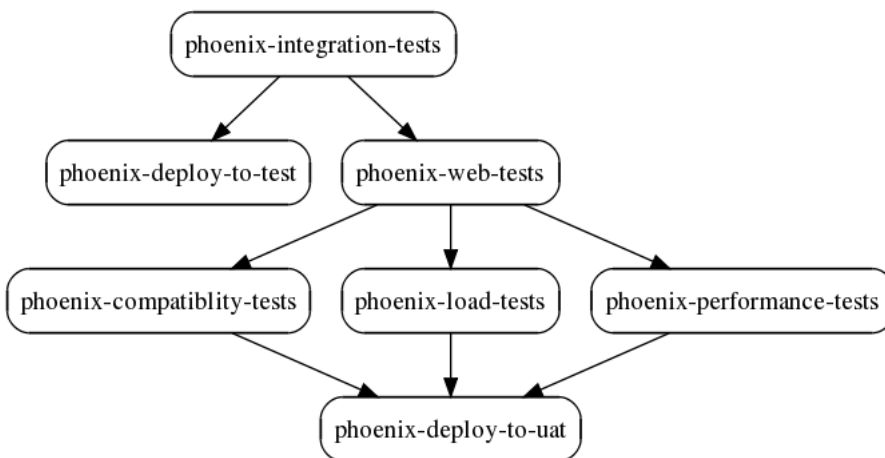 phoenix-integration-tests
phoenix-deploy-to-test
phoenix-web-tests
phoenix-compatiblity-tests
phoenix-load-tests
phoenix-performance-tests
phoenix-deploy-to-uat